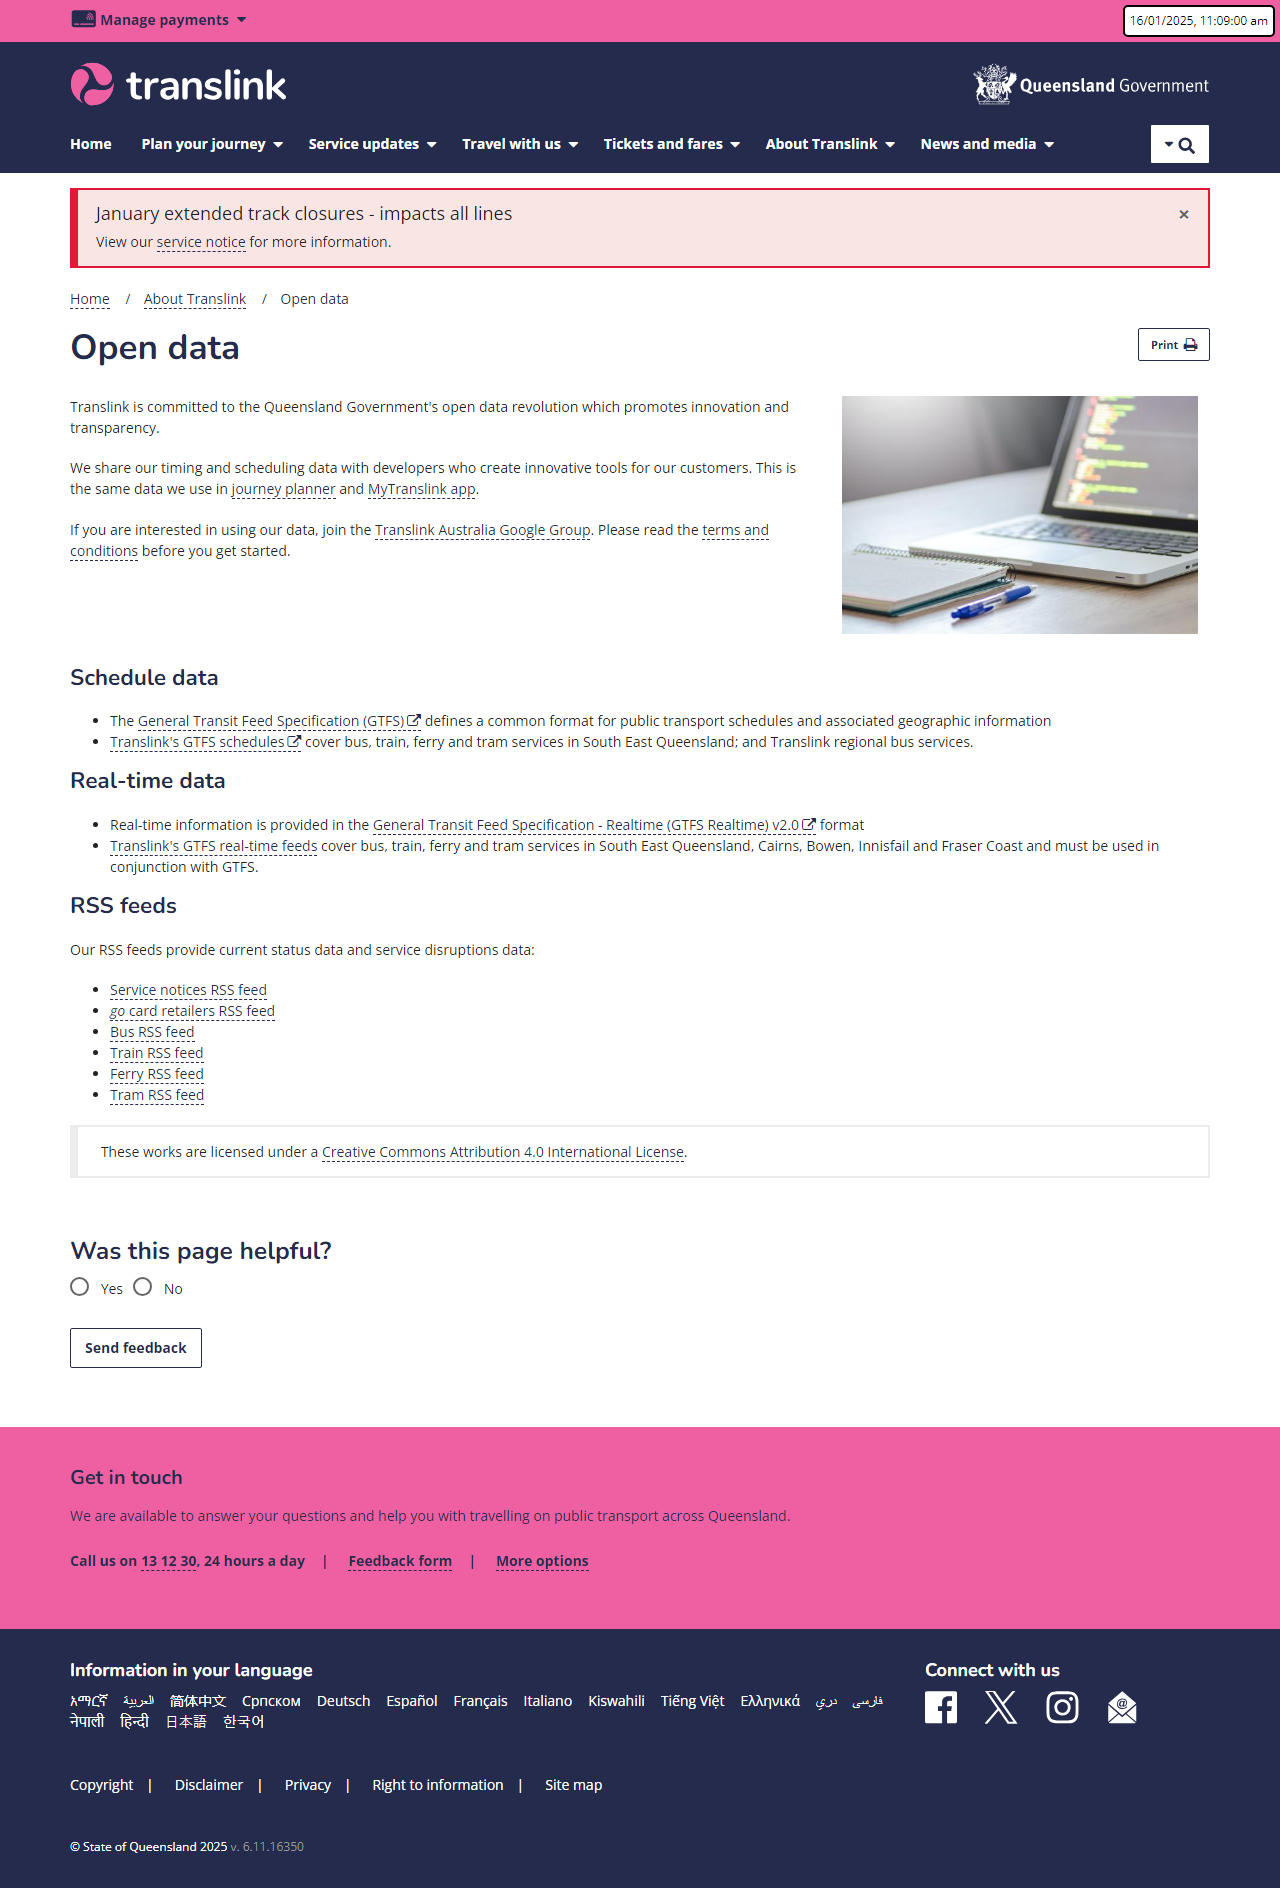 Manage payments
16/01/2025, 11:09:00 am
translink
Queensland Government
Home Plan your journey Service updates Travel with us Tickets and fares About Translink News and media
January extended track closures - impacts all lines
×
View our service notice for more information.
Home / About Translink / Open data
Open data
Print
Translink is committed to the Queensland Government's open data revolution which promotes innovation and
transparency.
We share our timing and scheduling data with developers who create innovative tools for our customers. This is
the same data we use in journey planner and MyTranslink app.
If you are interested in using our data, join the Translink Australia Google Group. Please read the terms and
conditions before you get started.
Schedule data
• The General Transit Feed Specification (GTFS) defines a common format for public transport schedules and associated geographic information
• Translink's GTFS schedules cover bus, train, ferry and tram services in South East Queensland; and Translink regional bus services.
Real-time data
• Real-time information is provided in the General Transit Feed Specification - Realtime (GTFS Realtime) v2.0 format
• Translink's GTFS real-time feeds cover bus, train, ferry and tram services in South East Queensland, Cairns, Bowen, Innisfail and Fraser Coast and must be used in
conjunction with GTFS.
RSS feeds
Our RSS feeds provide current status data and service disruptions data:
• Service notices RSS feed
• go card retailers RSS feed
• Bus RSS feed
• Train RSS feed
• Ferry RSS feed
• Tram RSS feed
These works are licensed under a Creative Commons Attribution 4.0 International License.
Was this page helpful?
Yes No
Send feedback
Get in touch
We are available to answer your questions and help you with travelling on public transport across Queensland.
Call us on 13 12 30, 24 hours a day | Feedback form | More options
Information in your language
አማርኛ العربية 简体中文 Српском Deutsch Español Français Italiano Kiswahili Tiếng Việt Ελληνικά دري فارسی
नेपाली हिन्दी 日本語 한국어
Connect with us
Copyright | Disclaimer | Privacy | Right to information | Site map
© State of Queensland 2025 v. 6.11.16350